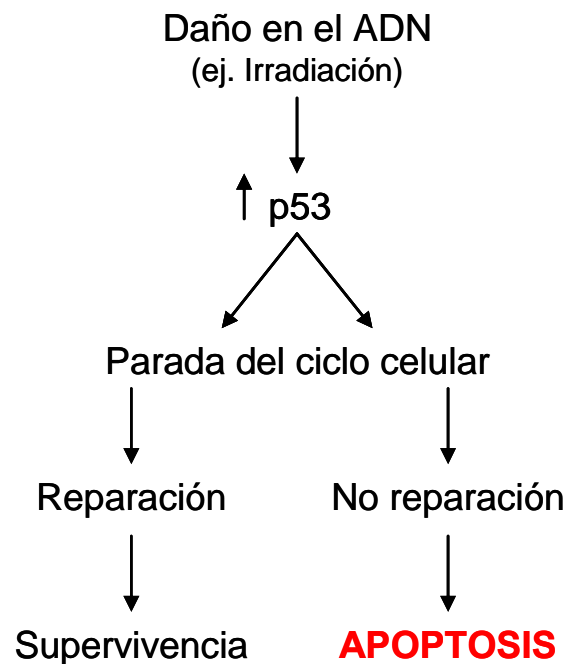 Daño en el ADN
(ej. Irradiación)
p53
Parada del ciclo celular
Reparación No reparación
Supervivencia APOPTOSIS